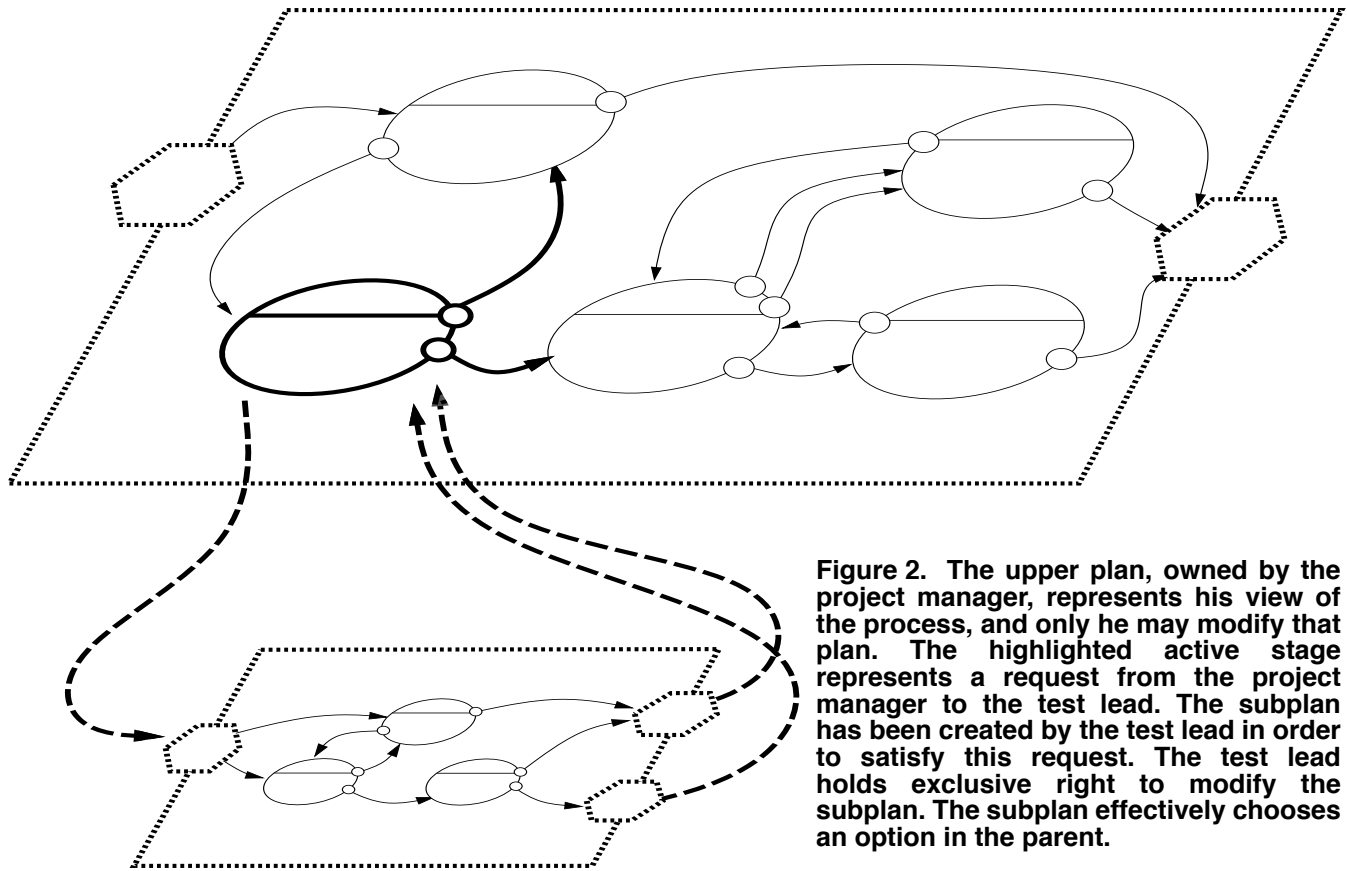 Figure 2. The upper plan, owned by the
project manager, represents his view of
the process, and only he may modify that
plan. The highlighted active stage
represents a request from the project
manager to the test lead. The subplan
has been created by the test lead in order
to satisfy this request. The test lead
holds exclusive right to modify the
subplan. The subplan effectively chooses
an option in the parent.